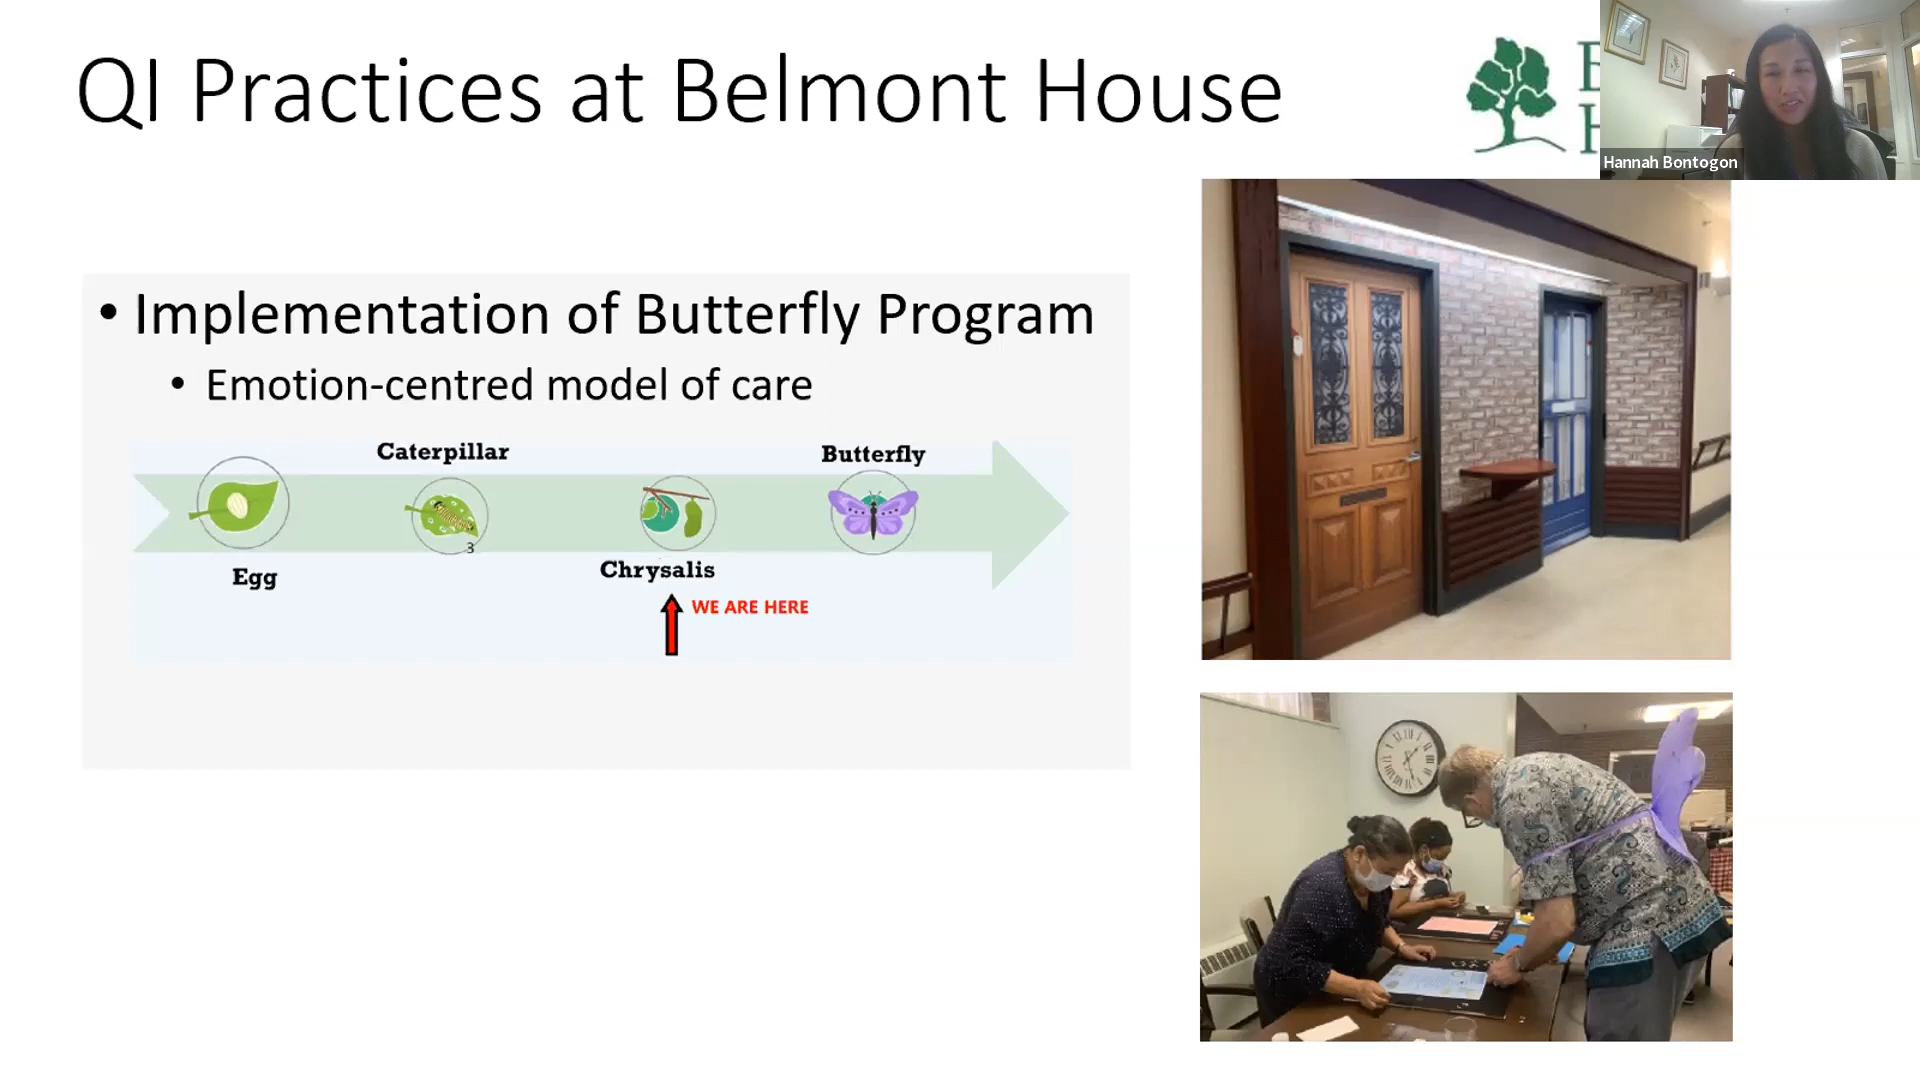 QI Practices at Belmont House
Hannah Bontogon
• Implementation of Butterfly Program
• Emotion-centred model of care
Caterpillar
Butterfly
3
Egg
Chrysalis
WE ARE HERE